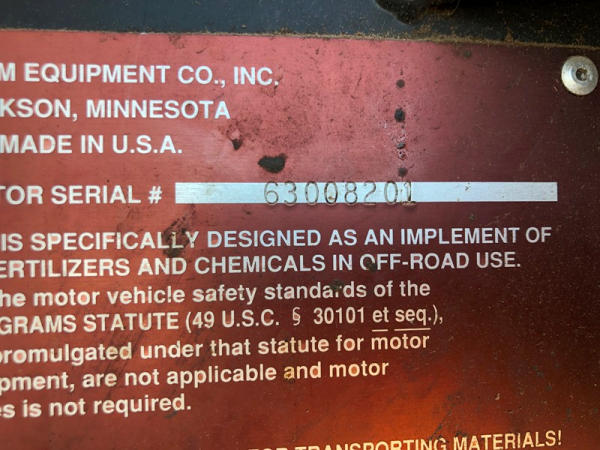 M EQUIPMENT CO., INC.
KSON, MINNESOTA
MADE IN U.S.A.
TOR SERIAL # 63008201
IS SPECIFICALLY DESIGNED AS AN IMPLEMENT OF
ERTILIZERS AND CHEMICALS IN OFF-ROAD USE.
he motor vehicle safety standards of the
GRAMS STATUTE (49 U.S.C. § 30101 et seq.),
promulgated under that statute for motor
pment, are not applicable and motor
es is not required.
FOR TRANSPORTING MATERIALS!